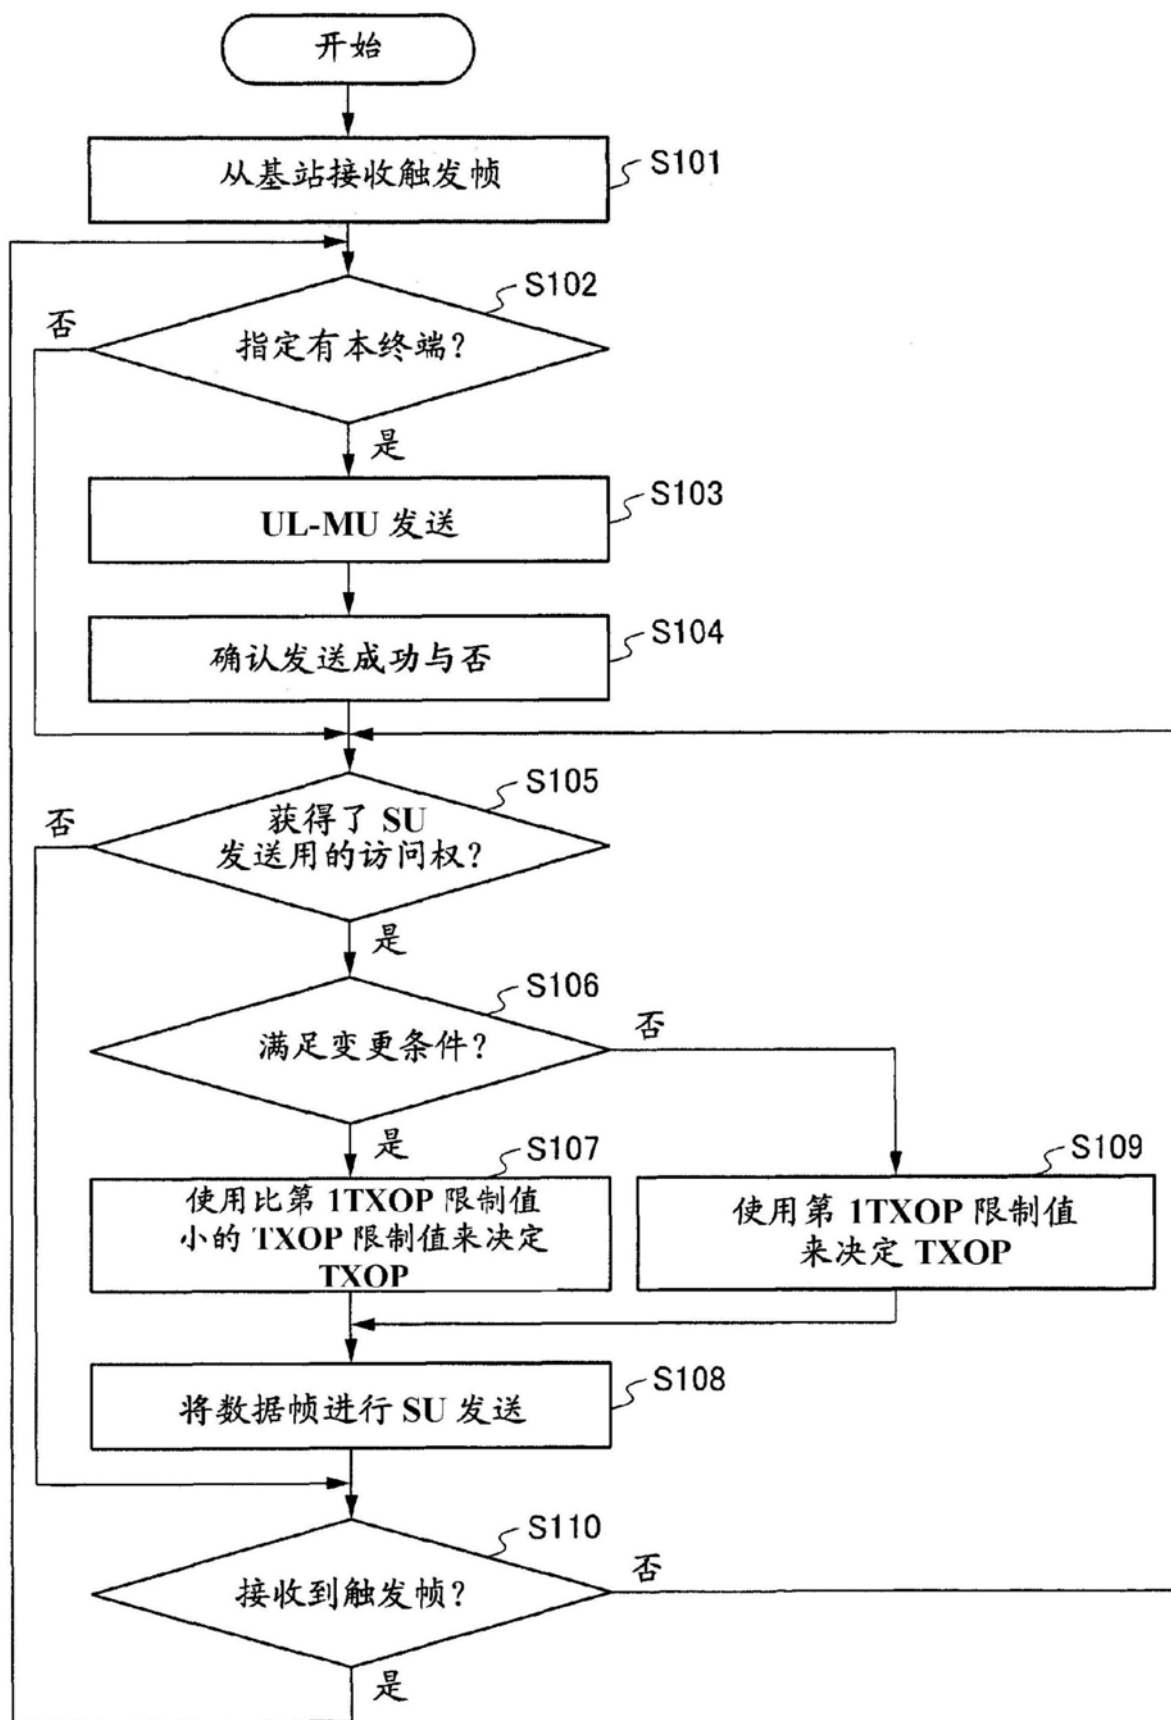 开始
从基站接收触发帧
S101
S102
否
指定有本终端?
是
S103
UL-MU 发送
S104
确认发送成功与否
S105
否
获得了 SU
发送用的访问权?
是
S106
否
满足变更条件?
是
S107
S109
使用比第 1TXOP 限制值
小的 TXOP 限制值来决定
TXOP
使用第 1TXOP 限制值
来决定 TXOP
S108
将数据帧进行 SU 发送
S110
否
接收到触发帧?
是